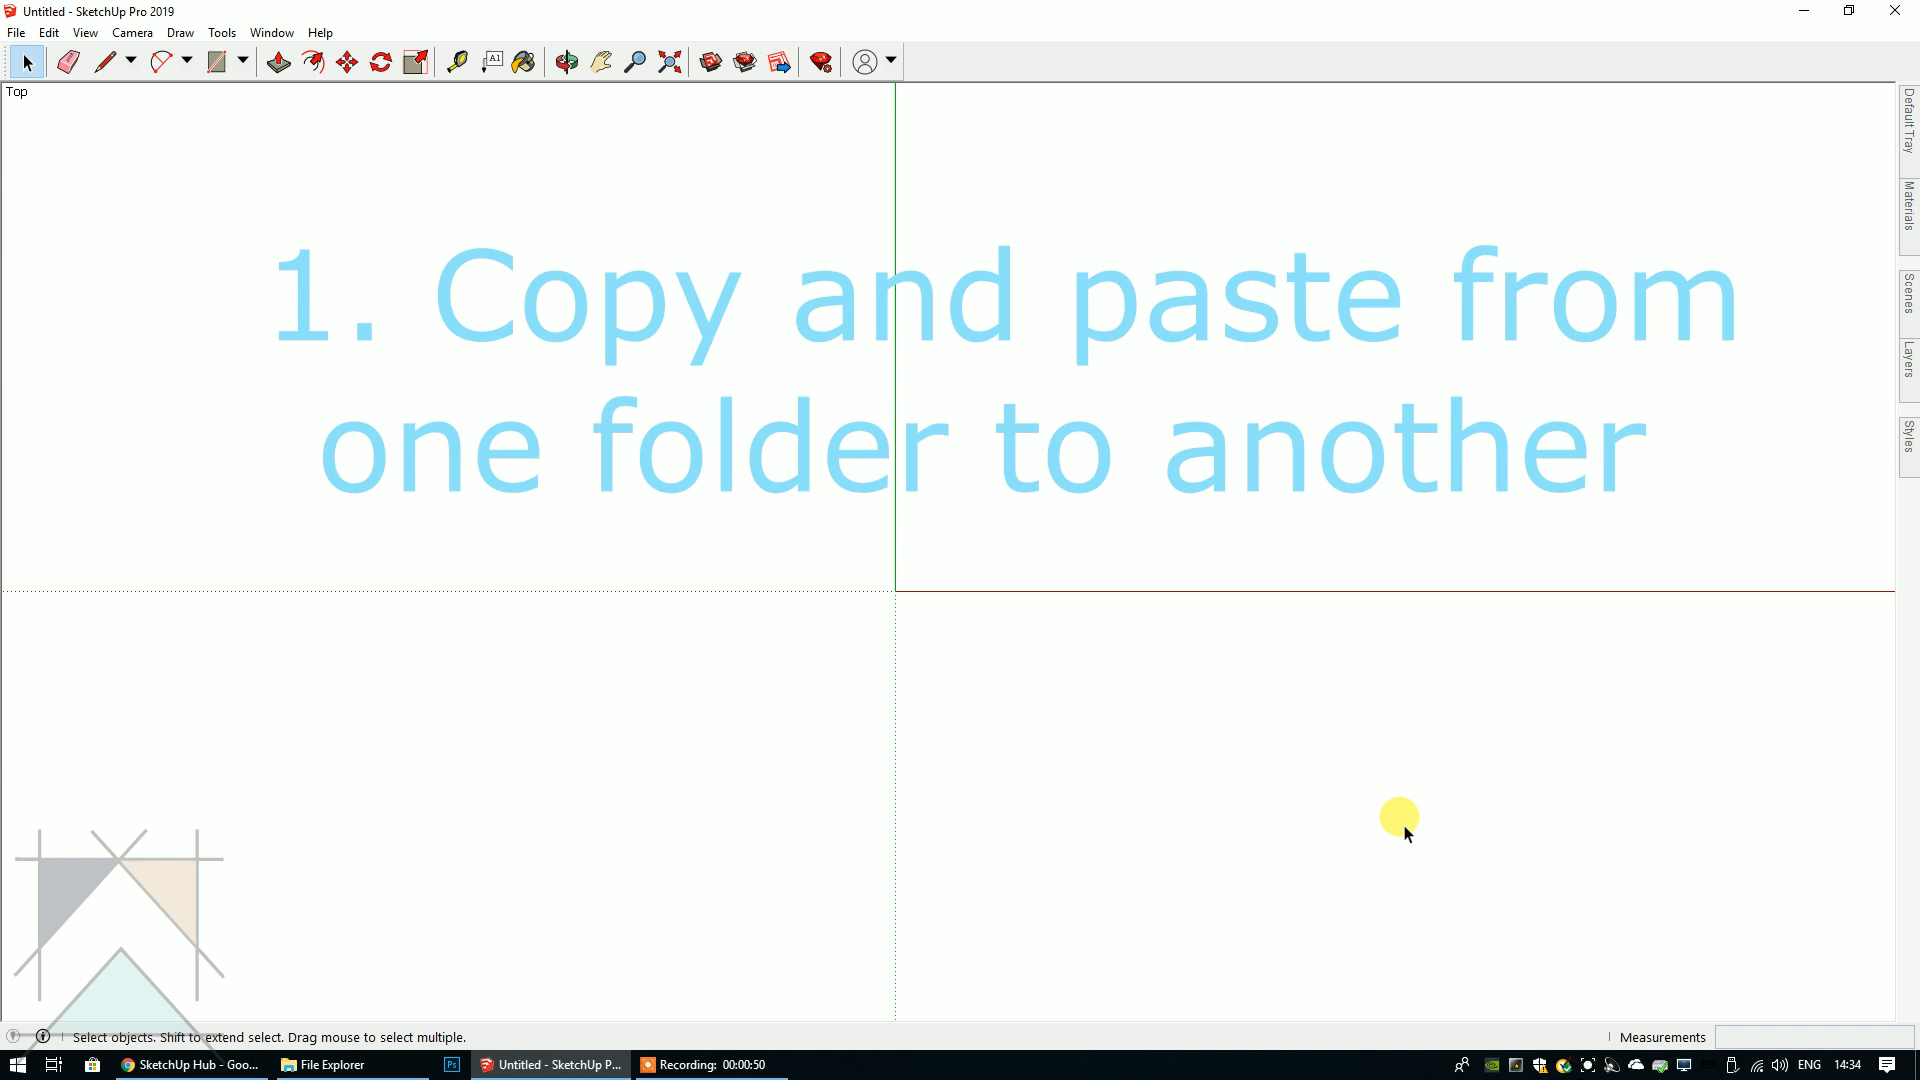 Untitled - SketchUp Pro 2019
File Edit View Camera Draw Tools Window Help
A1
Top
Default Tray
Materials
Scenes
Layers
Styles
1. Copy and paste from
one folder to another
Select objects. Shift to extend select. Drag mouse to select multiple.
Measurements
SketchUp Hub - Goo...
File Explorer
Ps
Untitled - SketchUp P...
Recording: 00:00:50
ENG
14:34